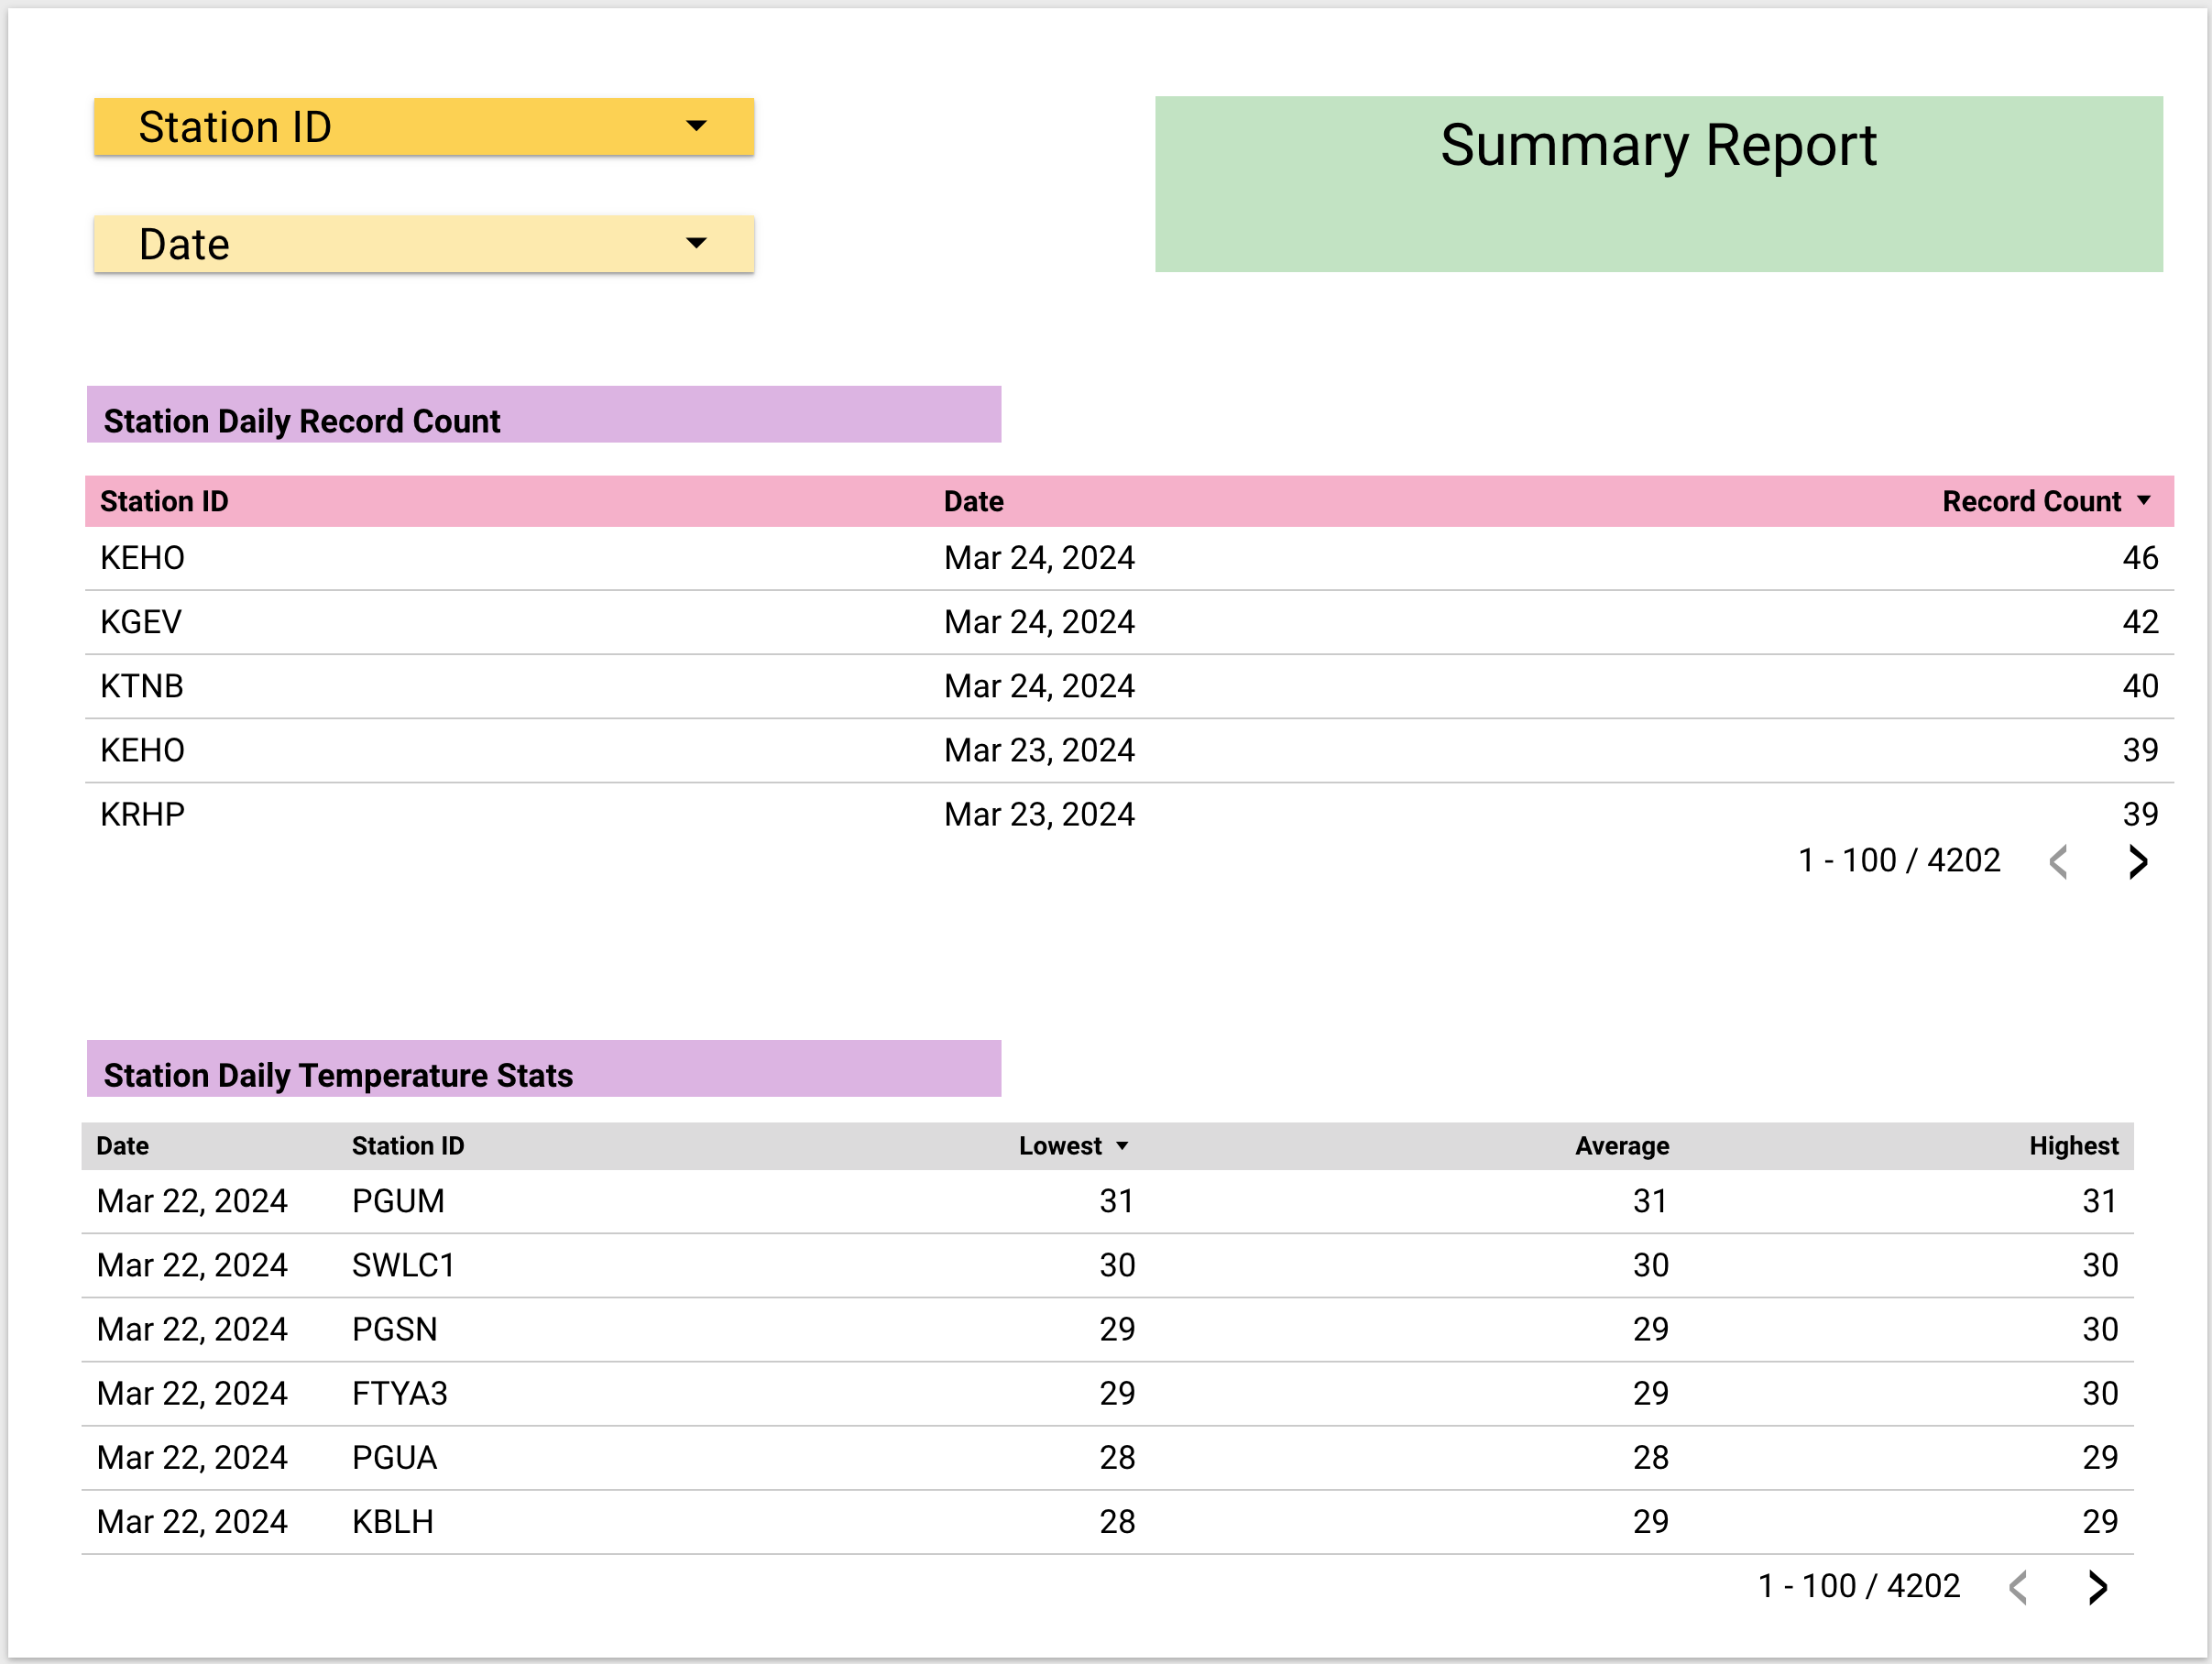 Station ID
Date
Summary Report
Station Daily Record Count
Station ID Date Record Count
KEHO Mar 24, 2024 46
KGEV Mar 24, 2024 42
KTNB Mar 24, 2024 40
KEHO Mar 23, 2024 39
KRHP Mar 23, 2024 39
1 - 100 / 4202
Station Daily Temperature Stats
Date Station ID Lowest Average Highest
Mar 22, 2024 PGUM 31 31 31
Mar 22, 2024 SWLC1 30 30 30
Mar 22, 2024 PGSN 29 29 30
Mar 22, 2024 FTYA3 29 29 30
Mar 22, 2024 PGUA 28 28 29
Mar 22, 2024 KBLH 28 29 29
1 - 100 / 4202